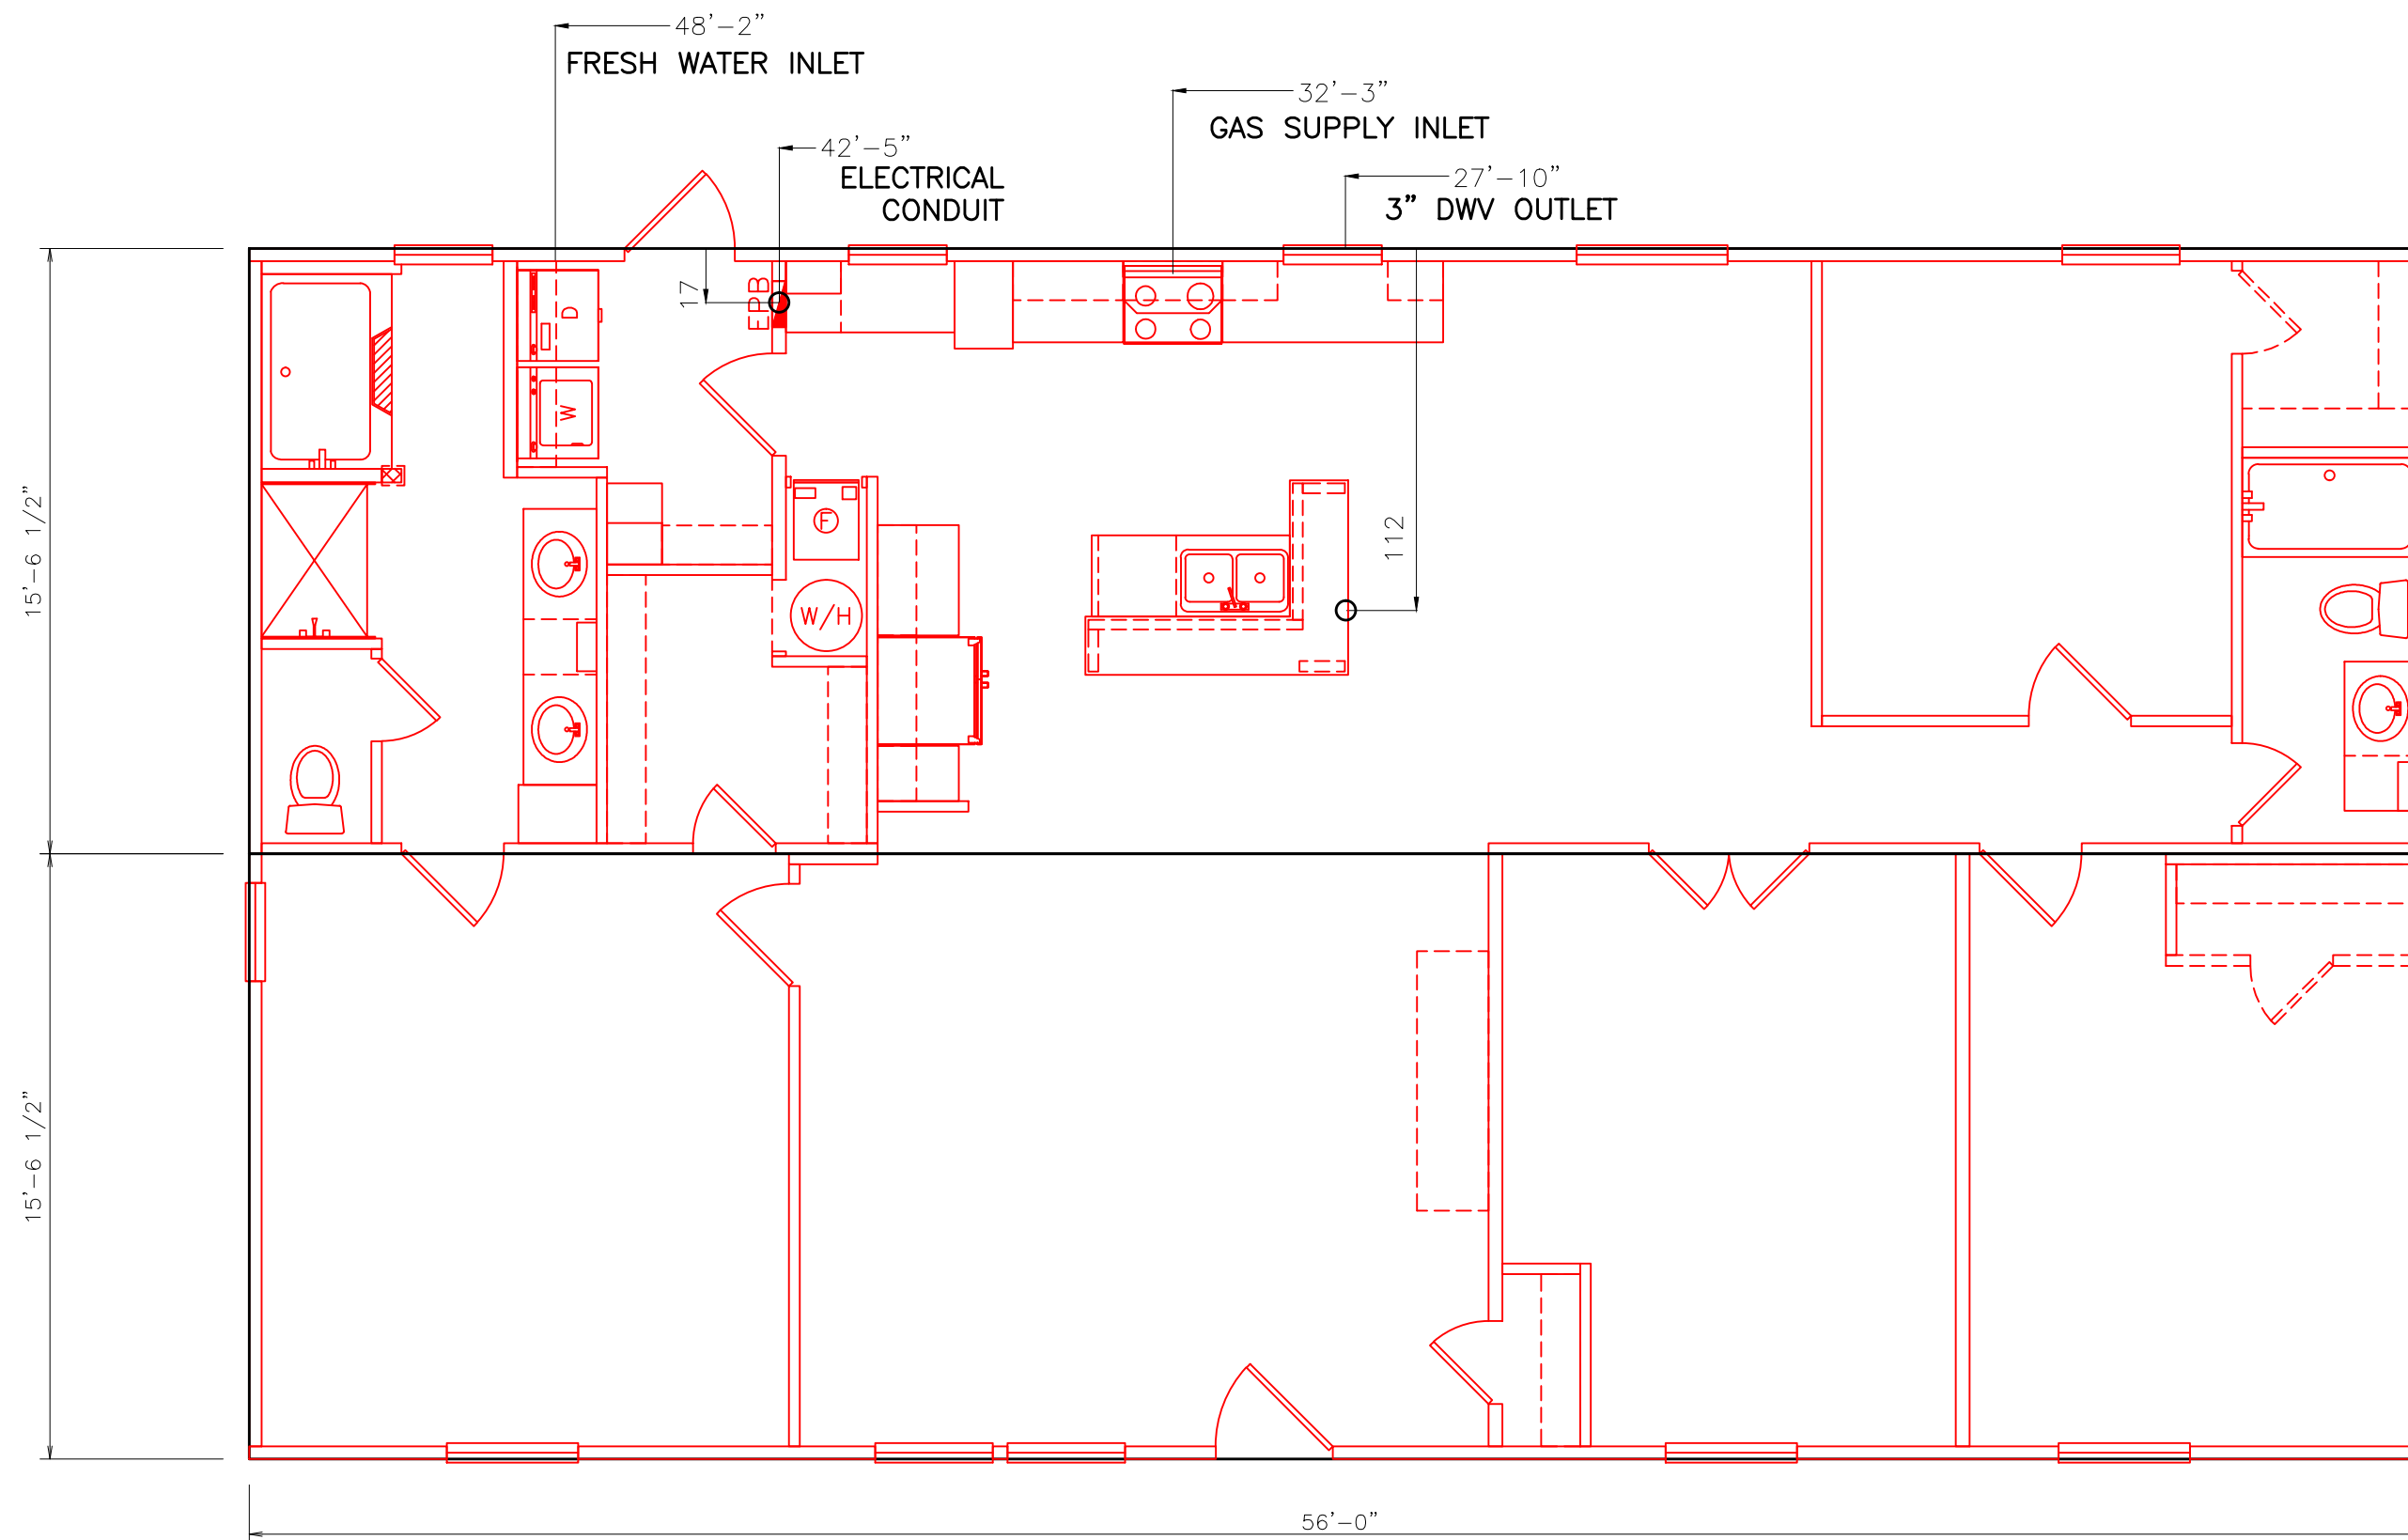 48'-2"
FRESH WATER INLET
32'-3"
GAS SUPPLY INLET
42'-5"
ELECTRICAL
CONDUIT
27'-10"
3" DWV OUTLET
17
EPB
D
W
F
W/H
112
15'-6 1/2"
15'-6 1/2"
56'-0"